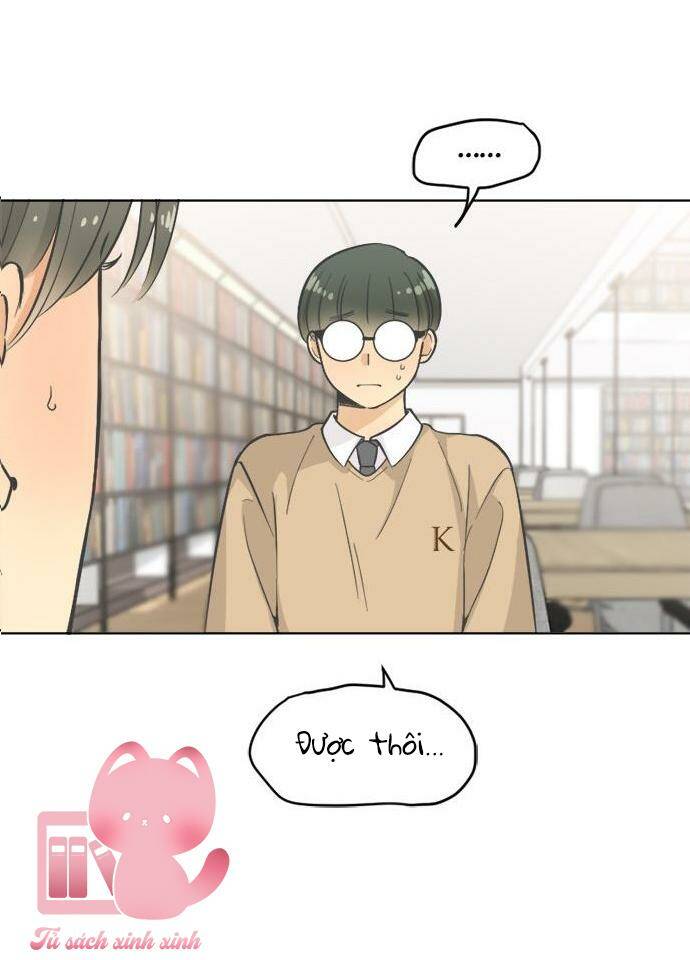 ......
K
Được thôi...
Tủ sách xinh xinh